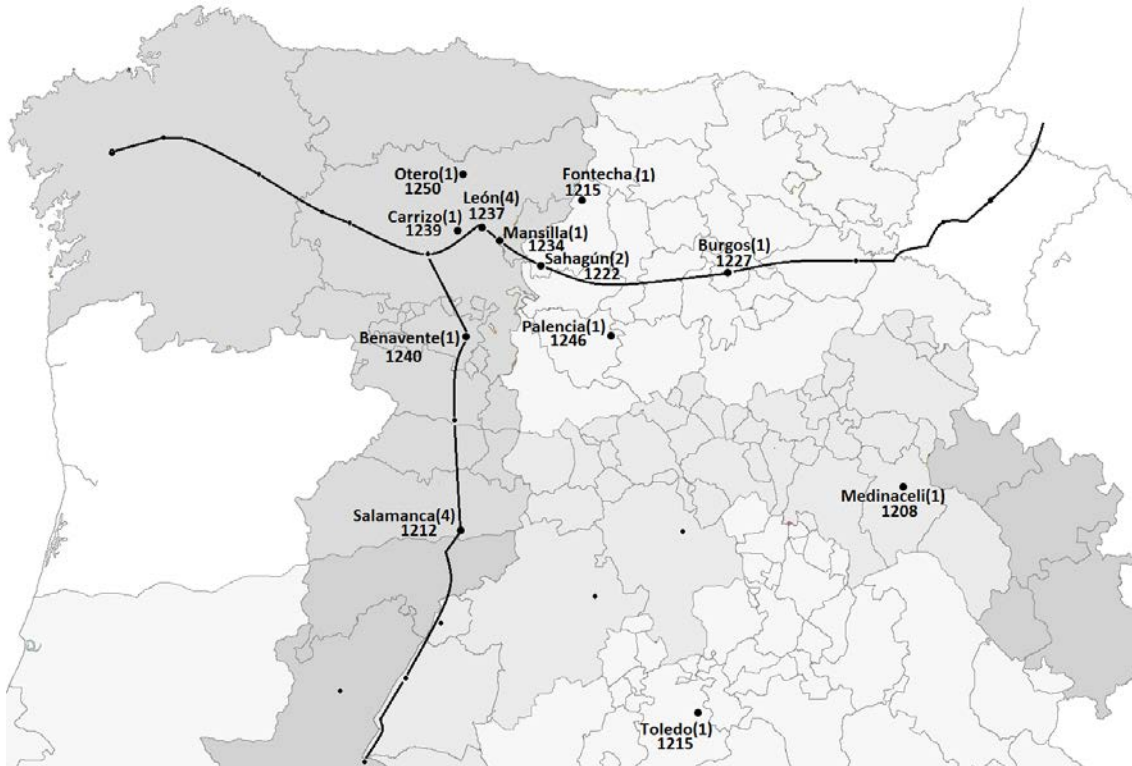 Otero(1)
1250
Fontecha (1)
1215
León(4)
1237
Carrizo(1)
1239
Mansilla(1)
1234
Sahagún(2)
1222
Burgos(1)
1227
Benavente(1)
1240
Palencia(1)
1246
Medinaceli(1)
1208
Salamanca(4)
1212
Toledo(1)
1215